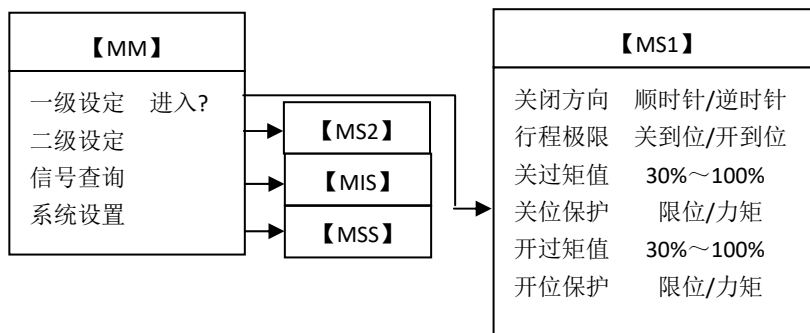 【MM】
一级设定 进入?
二级设定
信号查询
系统设置
【MS2】
【MIS】
【MSS】
【MS1】
关闭方向 顺时针/逆时针
行程极限 关到位/开到位
关过矩值 30%～100%
关位保护 限位/力矩
开过矩值 30%～100%
开位保护 限位/力矩